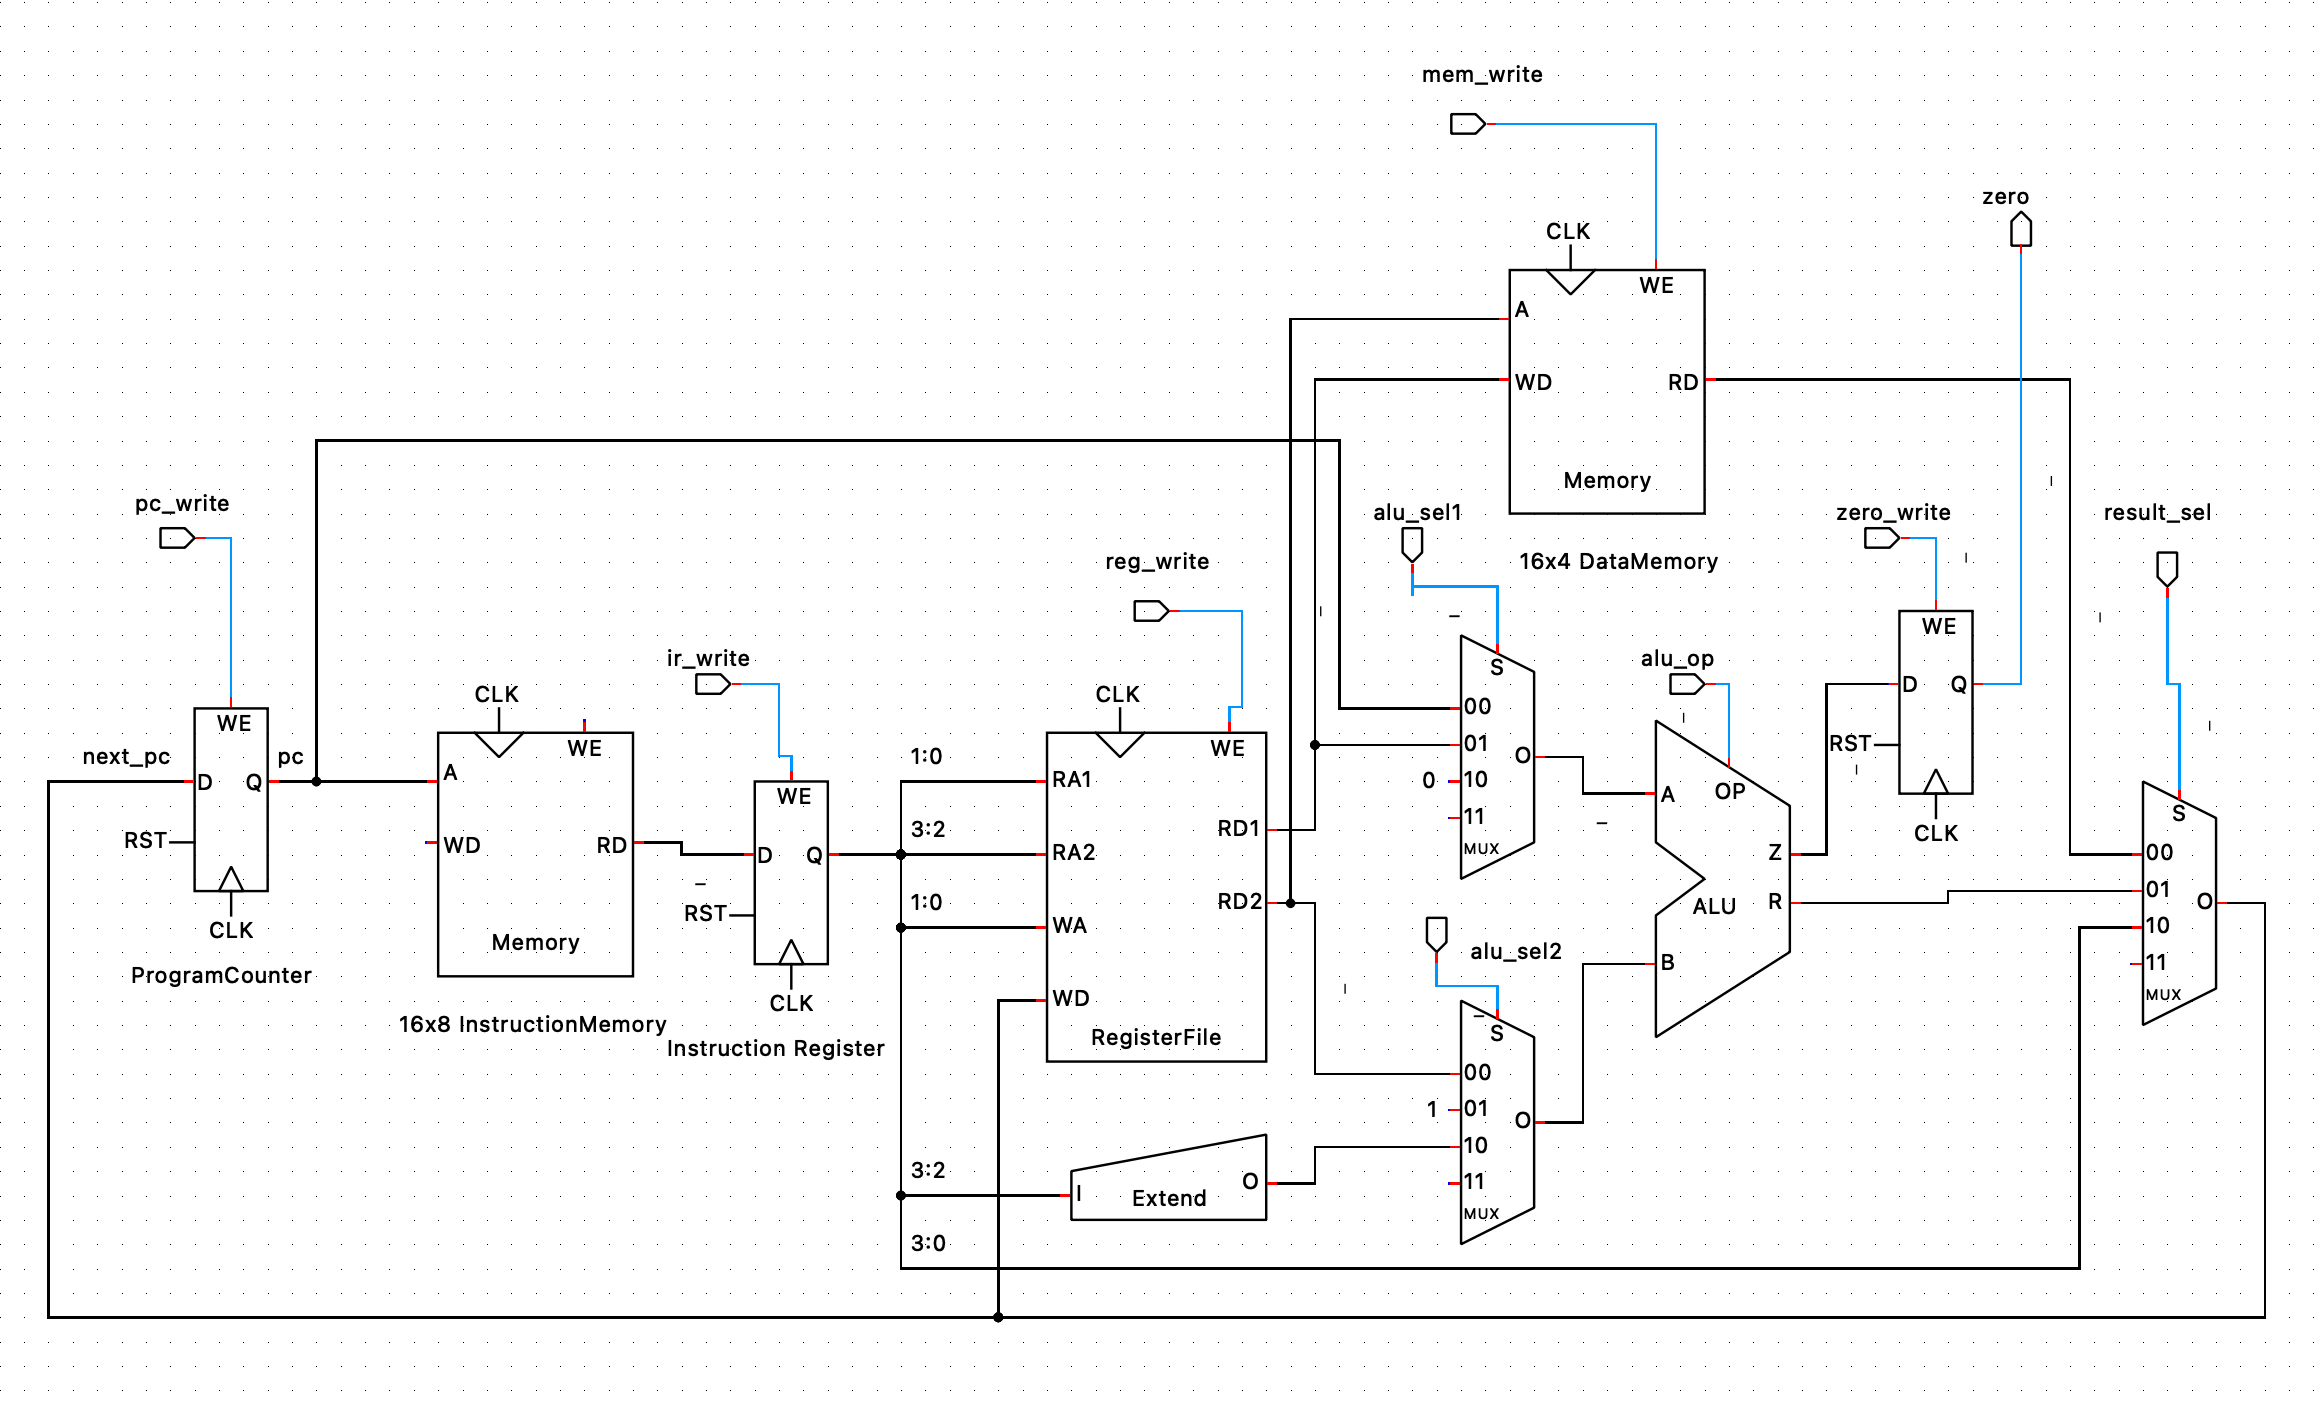 mem_write
zero
CLK
WE
A
WD
RD
Memory
16x4 DataMemory
pc_write
WE
next_pc
D
Q
pc
RST
CLK
ProgramCounter
CLK
WE
A
WD
RD
Memory
16x8 InstructionMemory
ir_write
WE
D
Q
RST
CLK
Instruction Register
reg_write
CLK
WE
1:0
RA1
3:2
RA2
1:0
WA
WD
RD1
RD2
RegisterFile
3:2
I
Extend
O
3:0
alu_sel1
S
00
01
0
10
11
MUX
O
alu_sel2
S
00
1
01
10
11
MUX
O
alu_op
OP
A
B
Z
R
ALU
zero_write
WE
D
Q
RST
CLK
result_sel
S
00
01
10
11
MUX
O